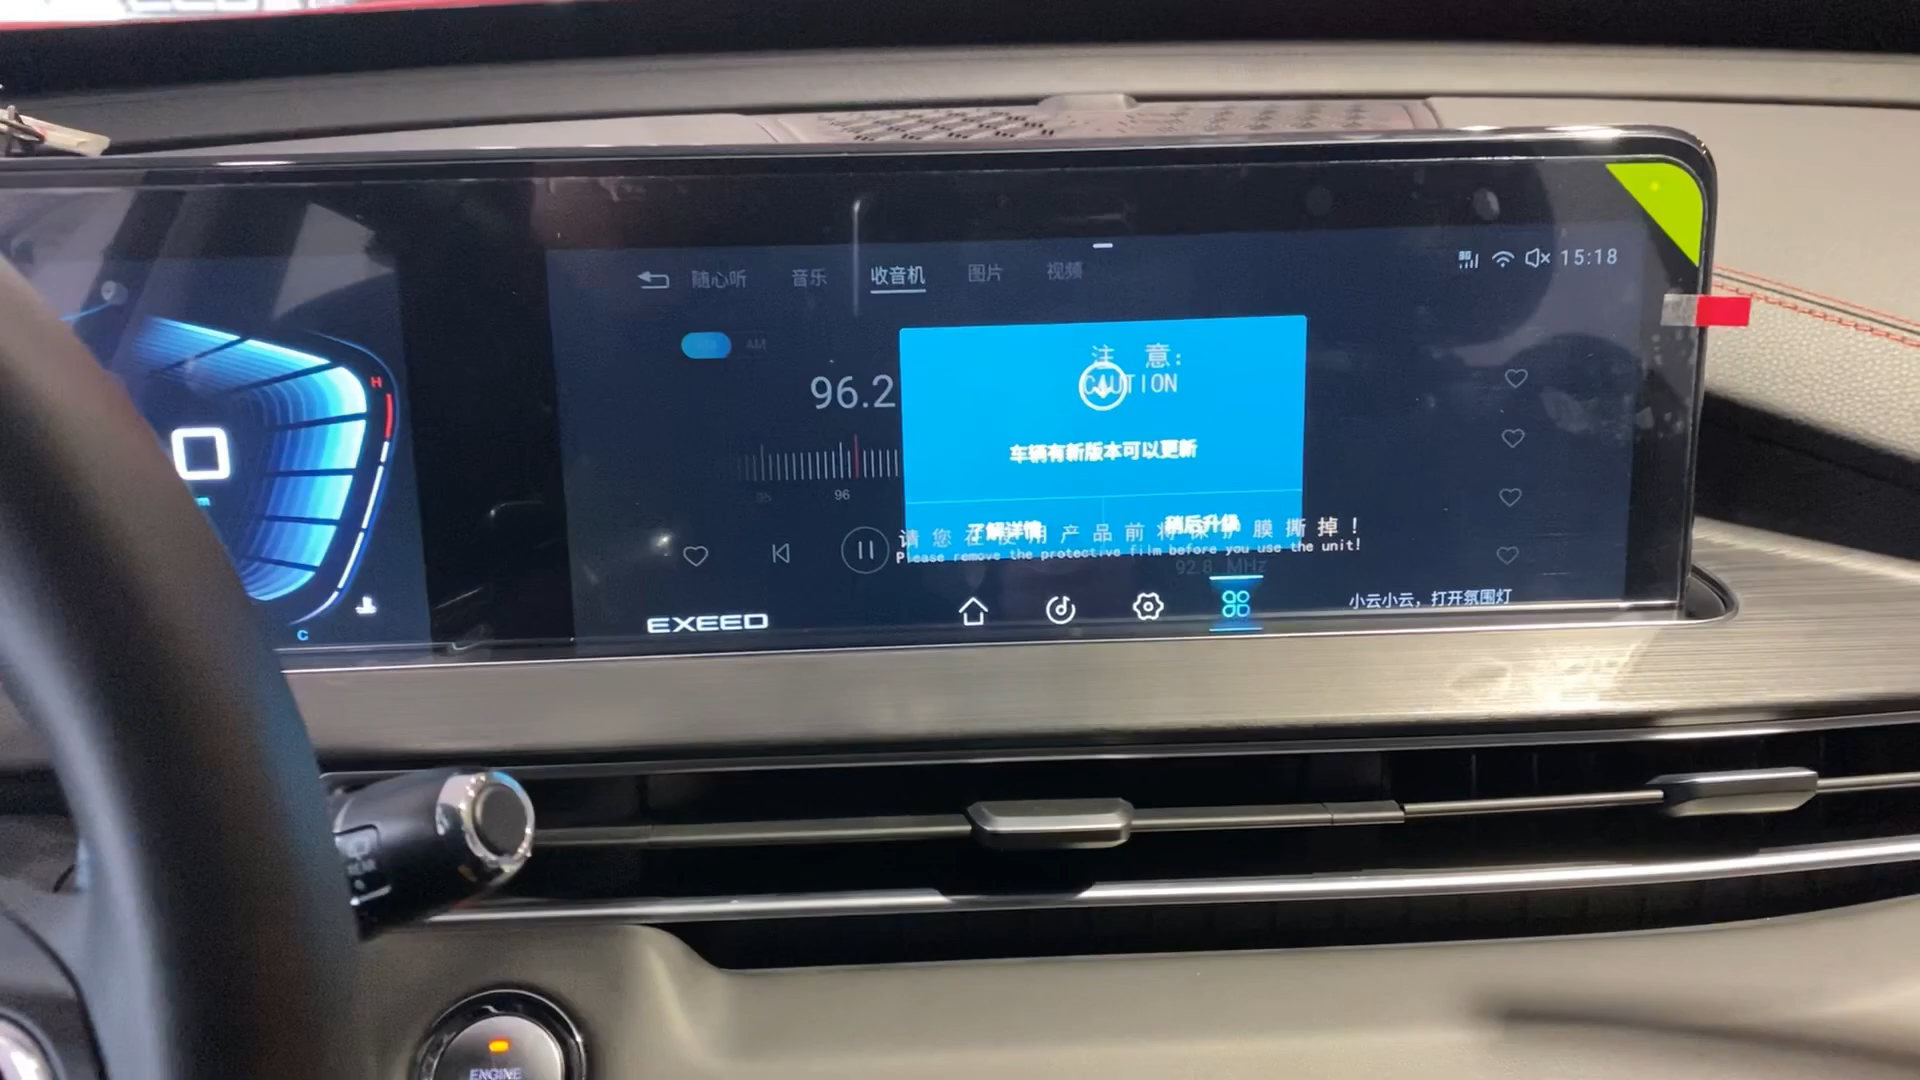 随心听 音乐 收音机 图片 视频
15:18
AM
H
注 意:
CAUTION
96.2
0
车辆有新版本可以更新
96
了解详情 稍后升级
请您在使用产品前将保护膜撕掉！
Please remove the protective film before you use the unit!
92.8 MHz
小云小云，打开氛围灯
EXEED
C
ENGINE